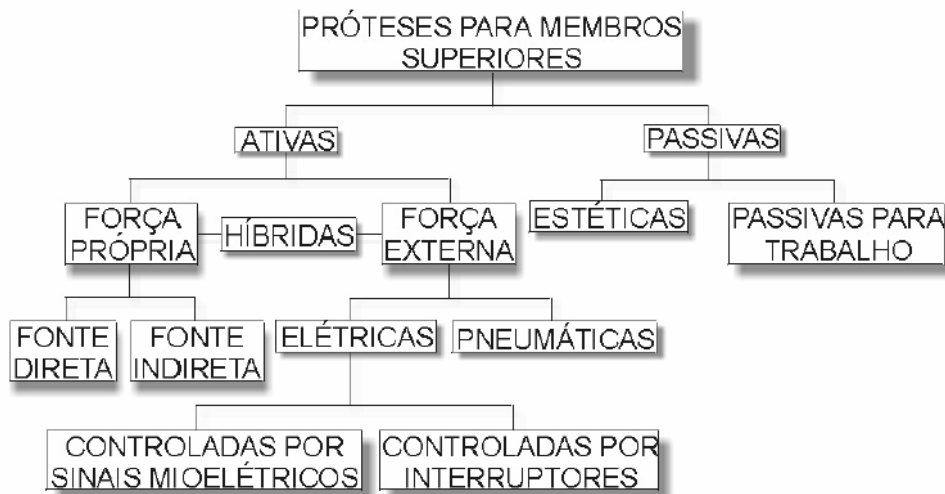 PRÓTESES PARA MEMBROS
SUPERIORES
ATIVAS
PASSIVAS
FORÇA
PRÓPRIA
HÍBRIDAS
FORÇA
EXTERNA
ESTÉTICAS
PASSIVAS PARA
TRABALHO
FONTE
DIRETA
FONTE
INDIRETA
ELÉTRICAS
PNEUMÁTICAS
CONTROLADAS POR
SINAIS MIOELÉTRICOS
CONTROLADAS POR
INTERRUPTORES